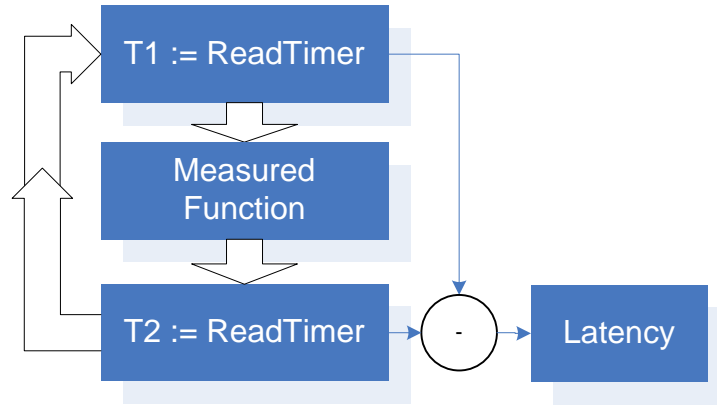 T1 := ReadTimer
Measured
Function
T2 := ReadTimer
-
Latency